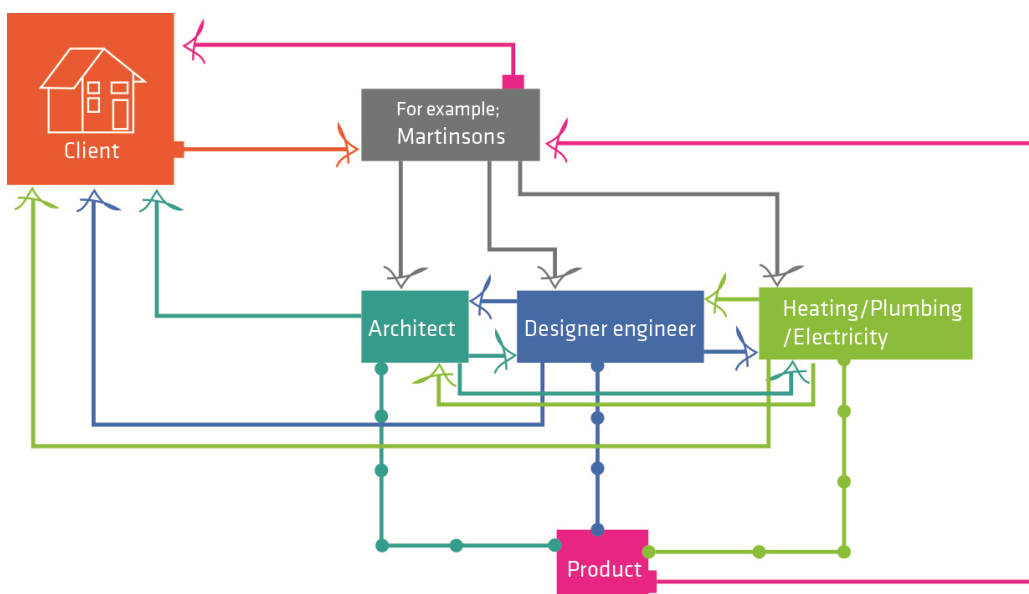 Client
For example;
Martinsons
Architect
Designer engineer
Heating/Plumbing
/Electricity
Product